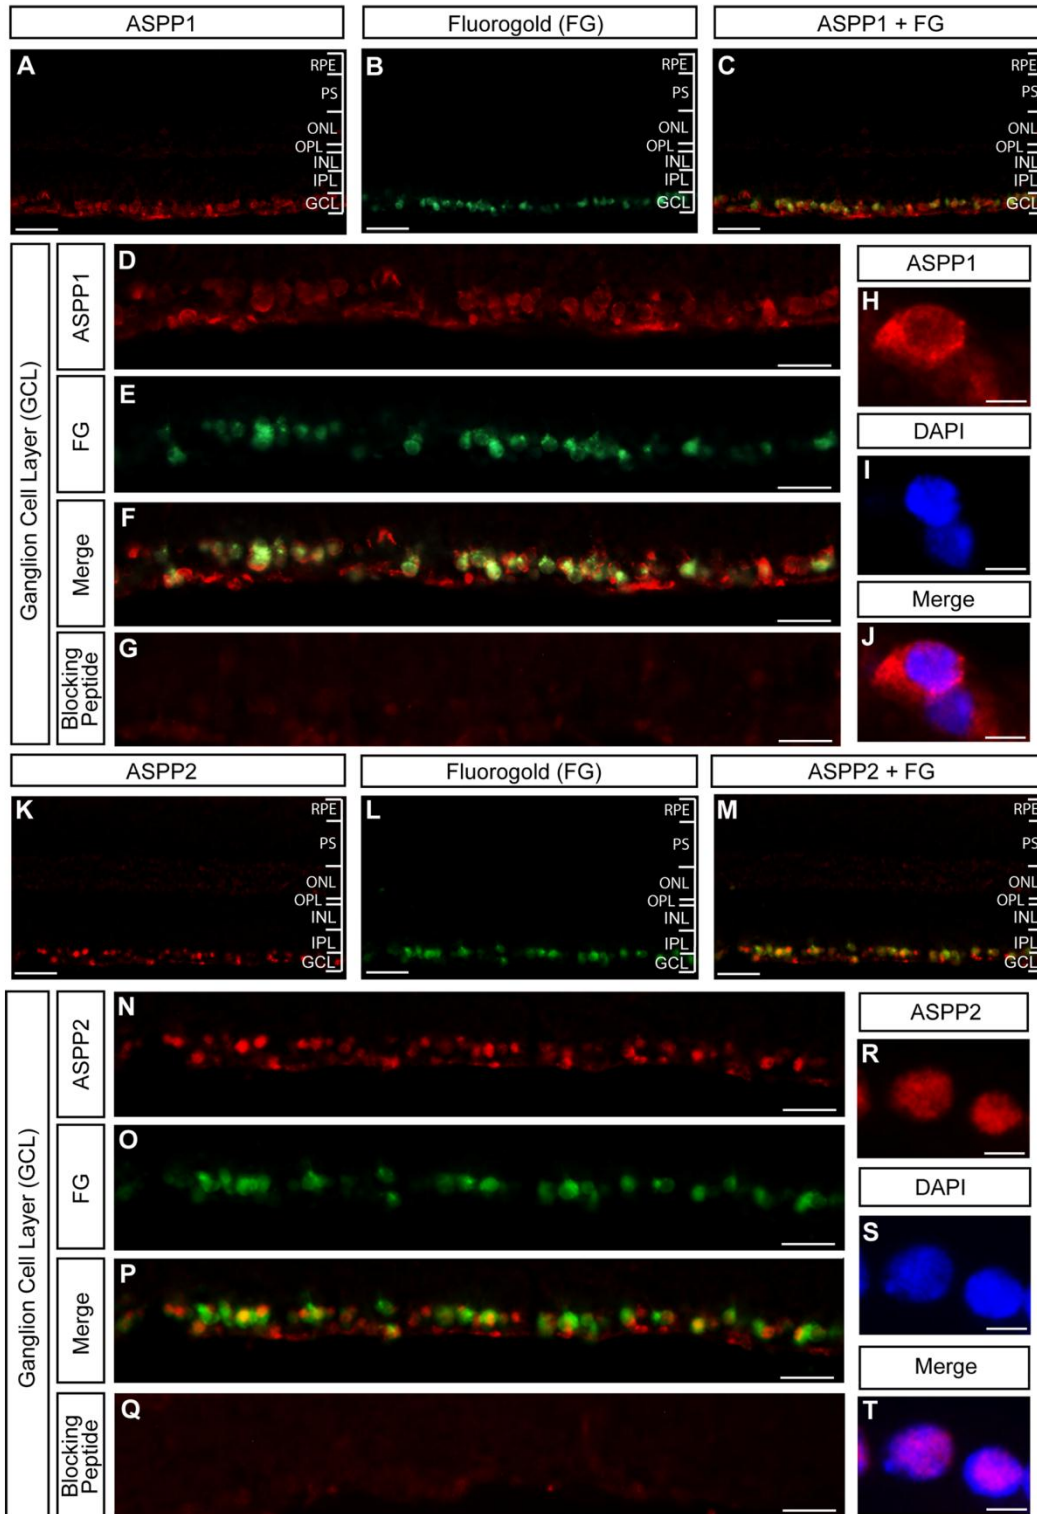 ASPP1
Fluorogold (FG)
ASPP1 + FG
A
RPE
PS
ONL
OPL
INL
IPL
GCL
B
RPE
PS
ONL
OPL
INL
IPL
GCL
C
RPE
PS
ONL
OPL
INL
IPL
GCL
Ganglion Cell Layer (GCL)
ASPP1
D
FG
E
Merge
F
Blocking
Peptide
G
ASPP1
H
DAPI
I
Merge
J
ASPP2
Fluorogold (FG)
ASPP2 + FG
K
RPE
PS
ONL
OPL
INL
IPL
GCL
L
RPE
PS
ONL
OPL
INL
IPL
GCL
M
RPE
PS
ONL
OPL
INL
IPL
GCL
Ganglion Cell Layer (GCL)
ASPP2
N
FG
O
Merge
P
Blocking
Peptide
Q
ASPP2
R
DAPI
S
Merge
T